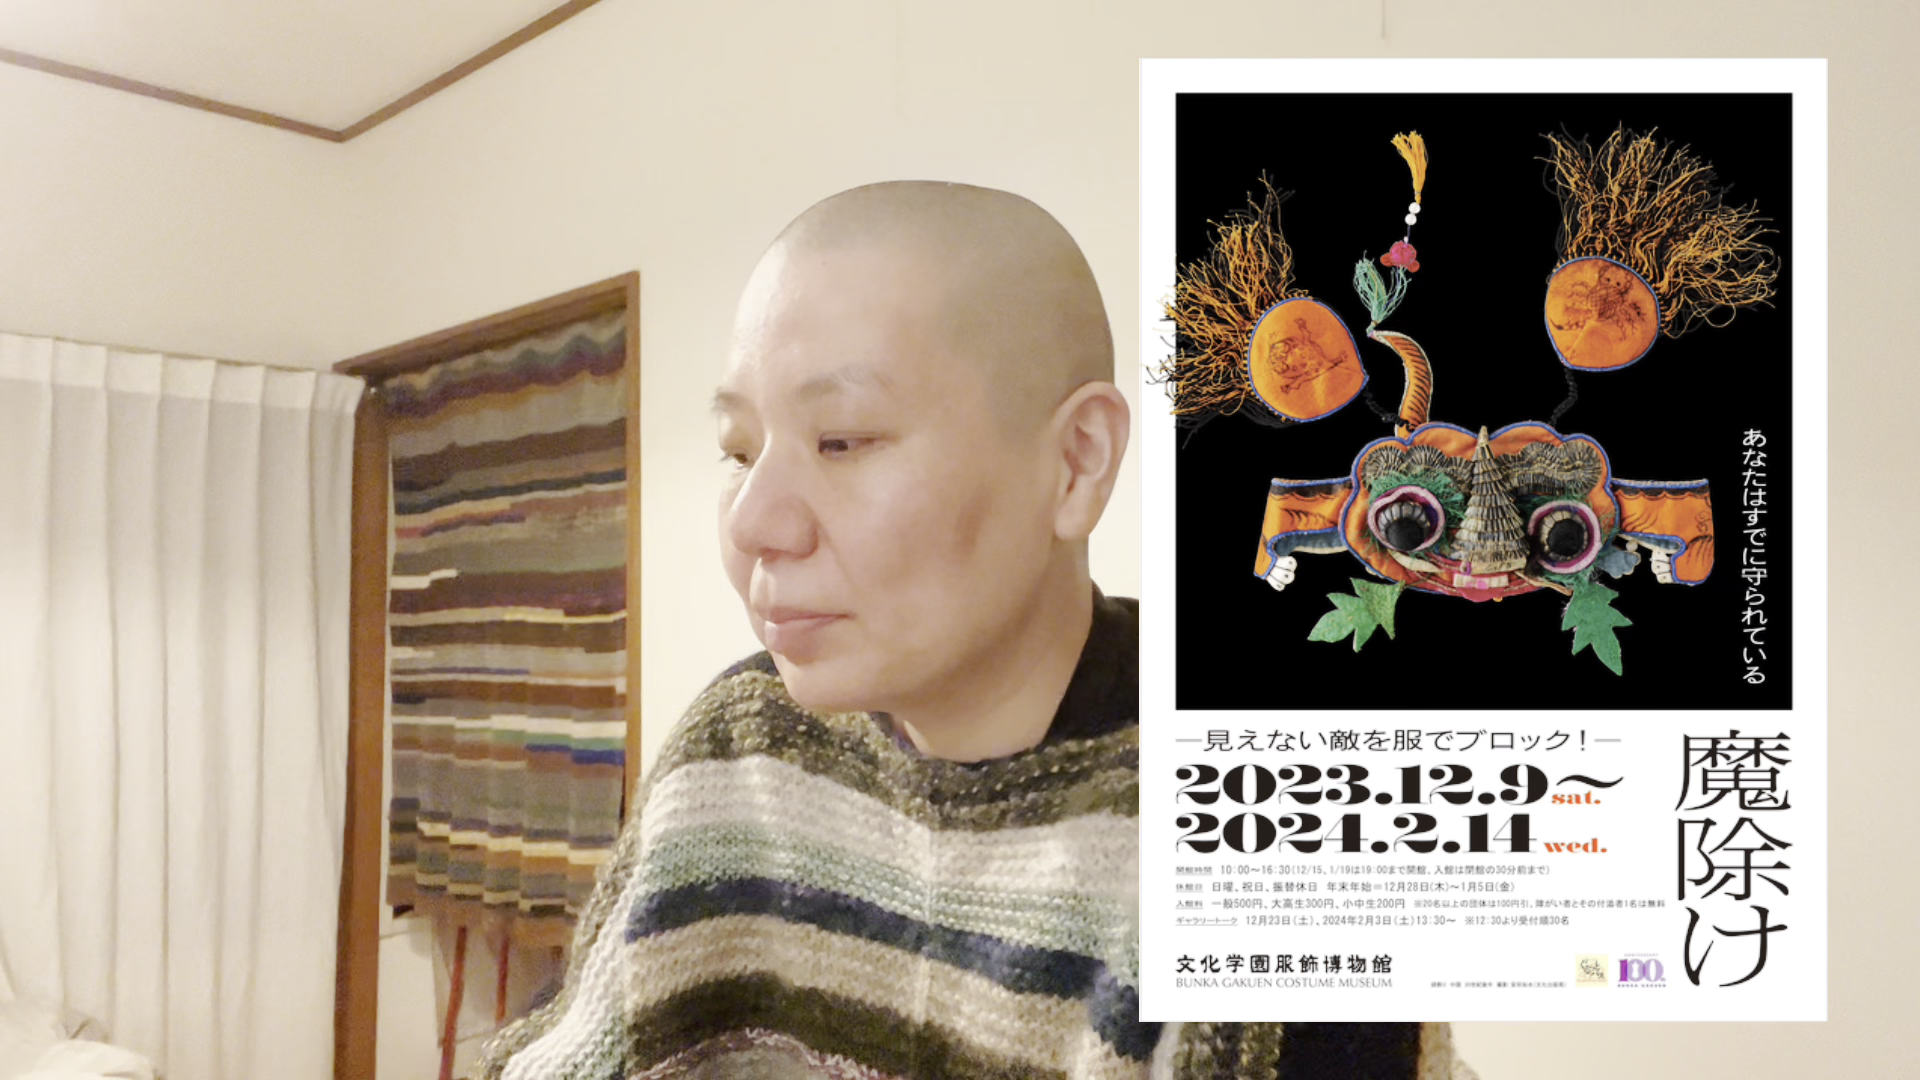 あなたはすでに守られている
―見えない敵を服でブロック！―
2023.12.9 sat. 〜
2024.2.14 wed.
魔除け
開館時間 10:00〜16:30(12/15、1/19は19:00まで開館、入館は閉館の30分前まで)
休館日 日曜、祝日、振替休日 年末年始＝12月28日(木)〜1月5日(金)
入館料 一般500円、大高生300円、小中生200円 ※20名以上の団体は100円引、障がい者とその付添者1名は無料
ギャラリートーク 12月23日(土)、2024年2月3日(土)13:30〜 ※12:30より受付順30名
文化学園服飾博物館
BUNKA GAKUEN COSTUME MUSEUM
100th
BUNKA GAKUEN